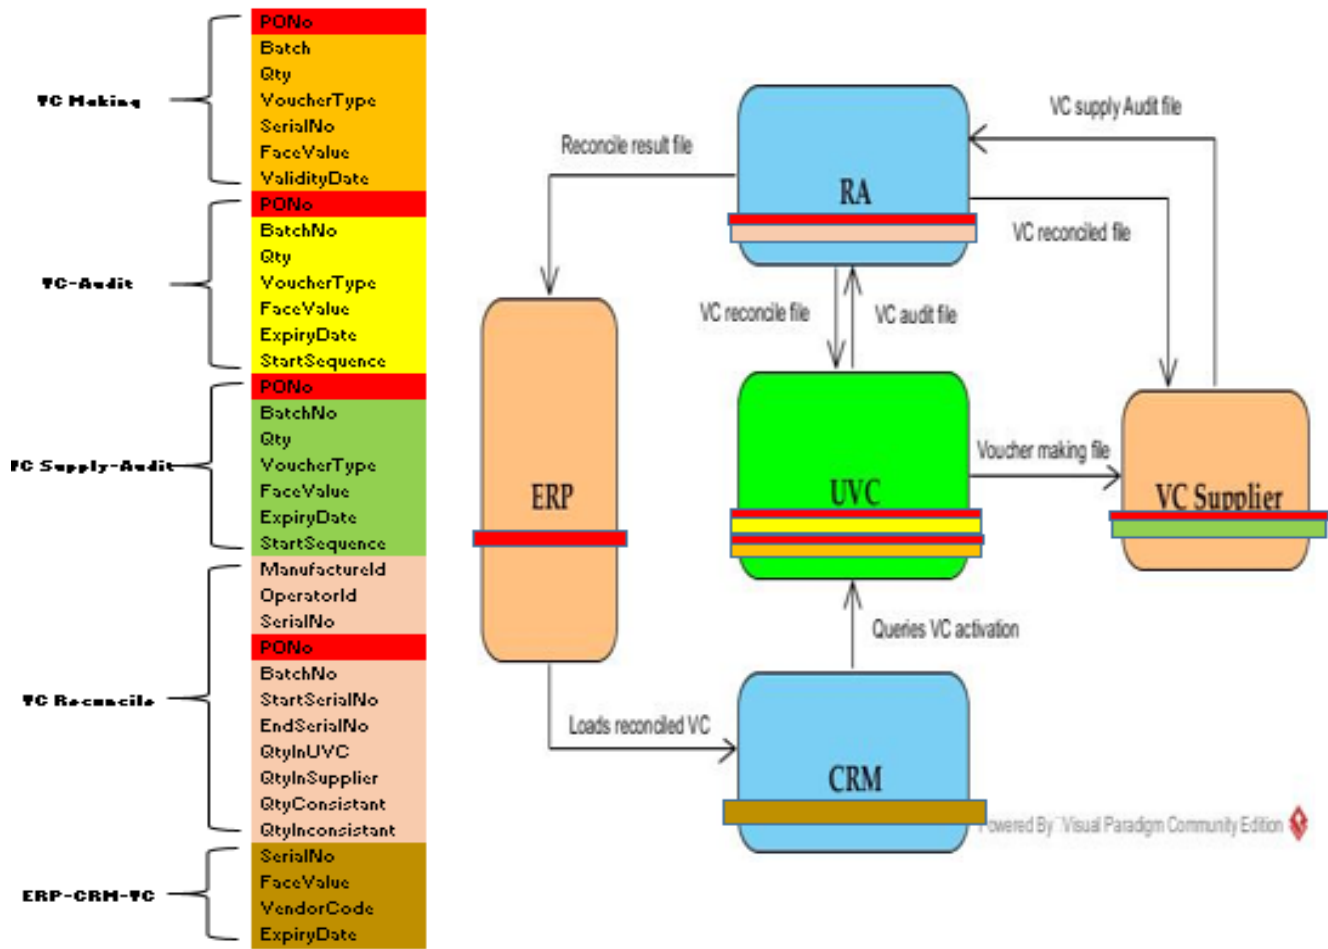 VC Making
PONo
Batch
Qty
VoucherType
SerialNo
FaceValue
ValidityDate
VC-Audit
PONo
BatchNo
Qty
VoucherType
FaceValue
ExpiryDate
StartSequence
VC Supply-Audit
PONo
BatchNo
Qty
VoucherType
FaceValue
ExpiryDate
StartSequence
VC Reconcile
ManufactureId
OperatorId
SerialNo
PONo
BatchNo
StartSerialNo
EndSerialNo
QtyInUVC
QtyInSupplier
QtyConsistant
QtyInconsistant
ERP-CRM-VC
SerialNo
FaceValue
VendorCode
ExpiryDate
VC supply Audit file
Reconcile result file
RA
VC reconciled file
VC reconcile file
VC audit file
Voucher making file
ERP
UVC
VC Supplier
Queries VC activation
Loads reconciled VC
CRM
Powered By Visual Paradigm Community Edition